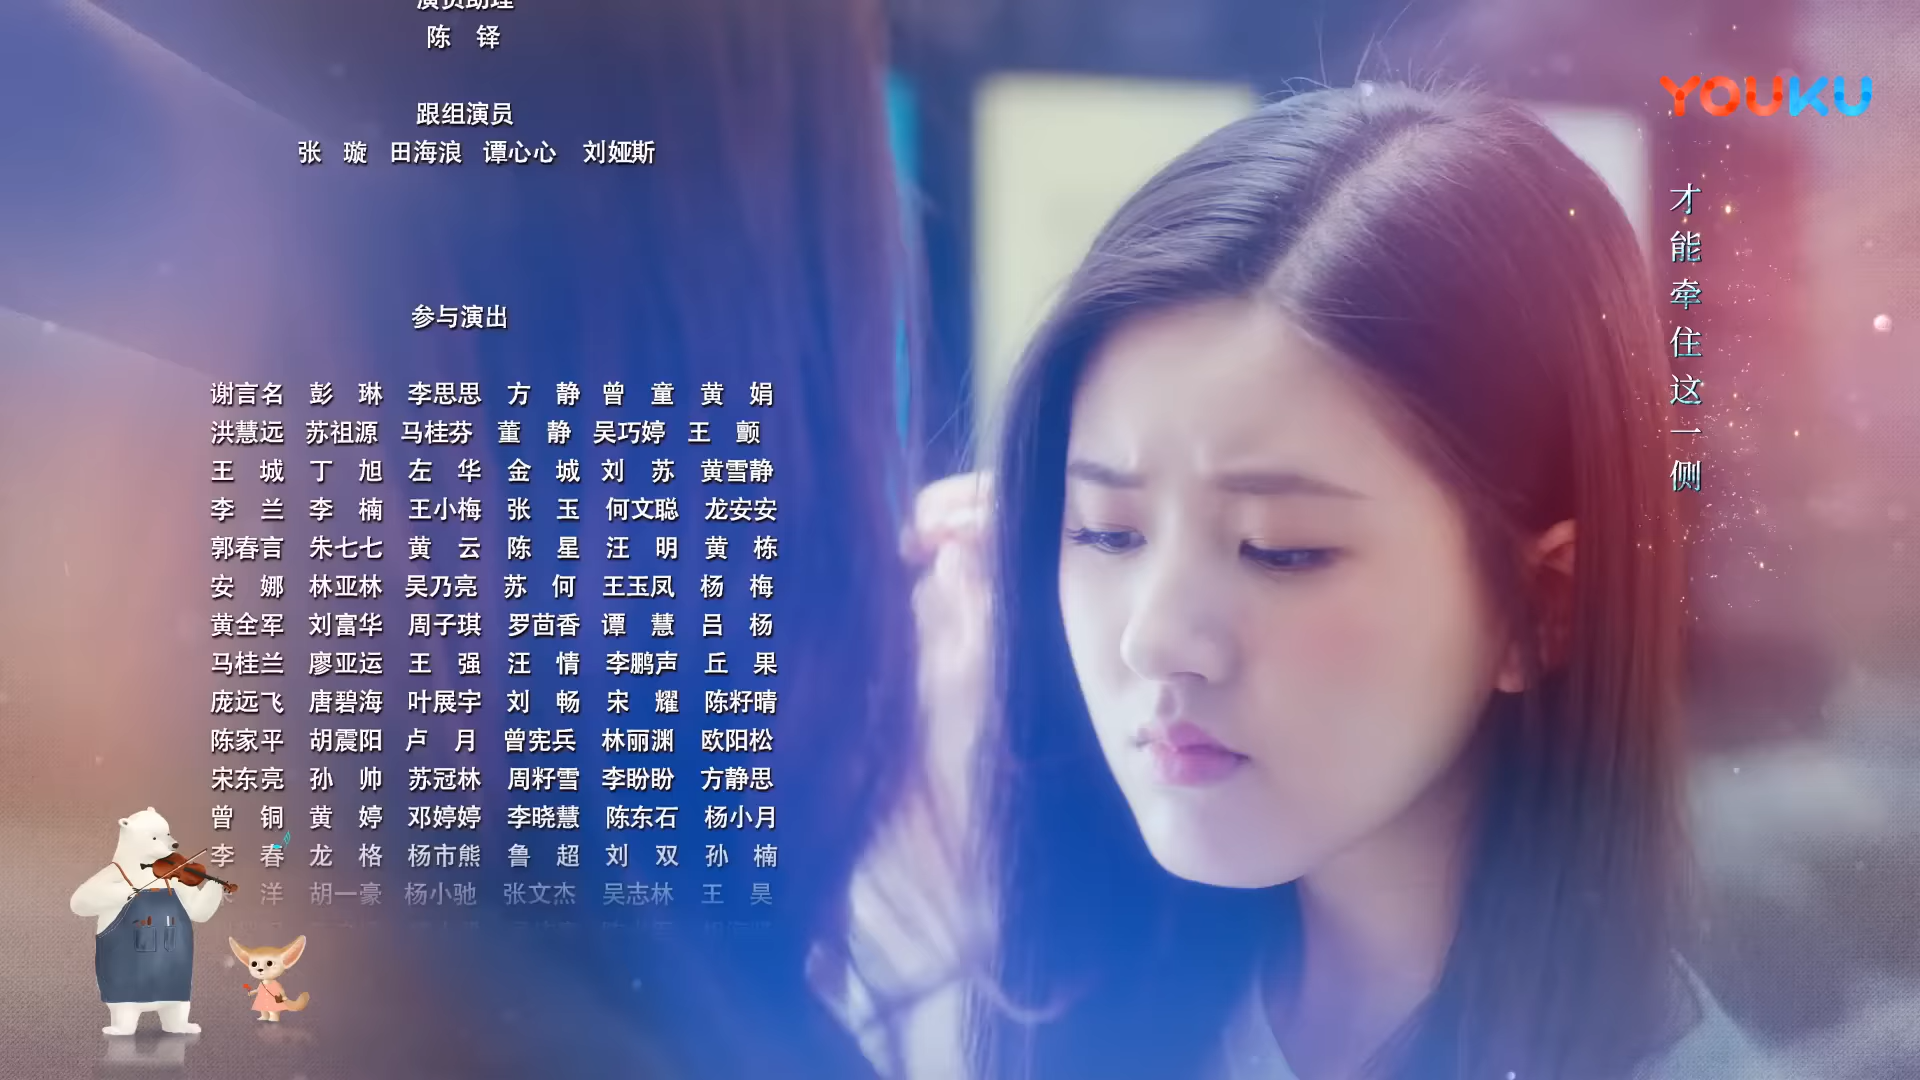 演员助理
陈 铎
跟组演员
张 璇 田海浪 谭心心 刘娅斯
参与演出
谢言名 彭 琳 李思思 方 静 曾 童 黄 娟
洪慧远 苏祖源 马桂芬 董 静 吴巧婷 王 颤
王 城 丁 旭 左 华 金 城 刘 苏 黄雪静
李 兰 李 楠 王小梅 张 玉 何文聪 龙安安
郭春言 朱七七 黄 云 陈 星 汪 明 黄 栋
安 娜 林亚林 吴乃亮 苏 何 王玉凤 杨 梅
黄全军 刘富华 周子琪 罗茴香 谭 慧 吕 杨
马桂兰 廖亚运 王 强 汪 情 李鹏声 丘 果
庞远飞 唐碧海 叶展宇 刘 畅 宋 耀 陈籽晴
陈家平 胡震阳 卢 月 曾宪兵 林丽渊 欧阳松
宋东亮 孙 帅 苏冠林 周籽雪 李盼盼 方静思
曾 铜 黄 婷 邓婷婷 李晓慧 陈东石 杨小月
李 春 龙 格 杨市熊 鲁 超 刘 双 孙 楠
洋 胡一豪 杨小驰 张文杰 吴志林 王 昊
YOUKU
才能牵住这一侧